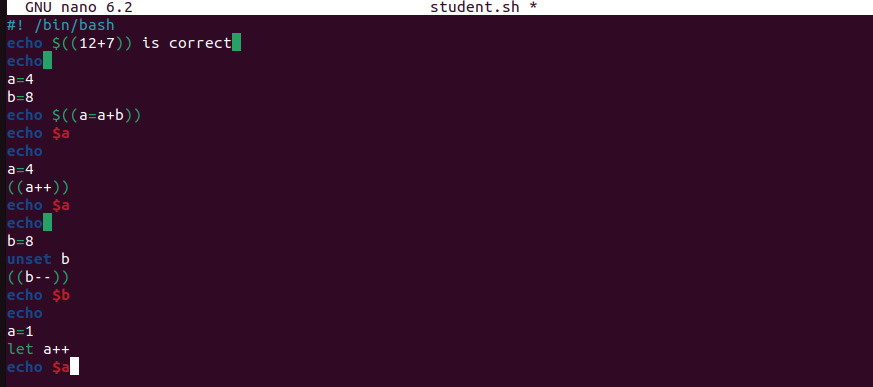 GNU nano 6.2 student.sh *
#! /bin/bash
echo $((12+7)) is correct
echo
a=4
b=8
echo $((a=a+b))
echo $a
echo
a=4
((a++))
echo $a
echo
b=8
unset b
((b--))
echo $b
echo
a=1
let a++
echo $a